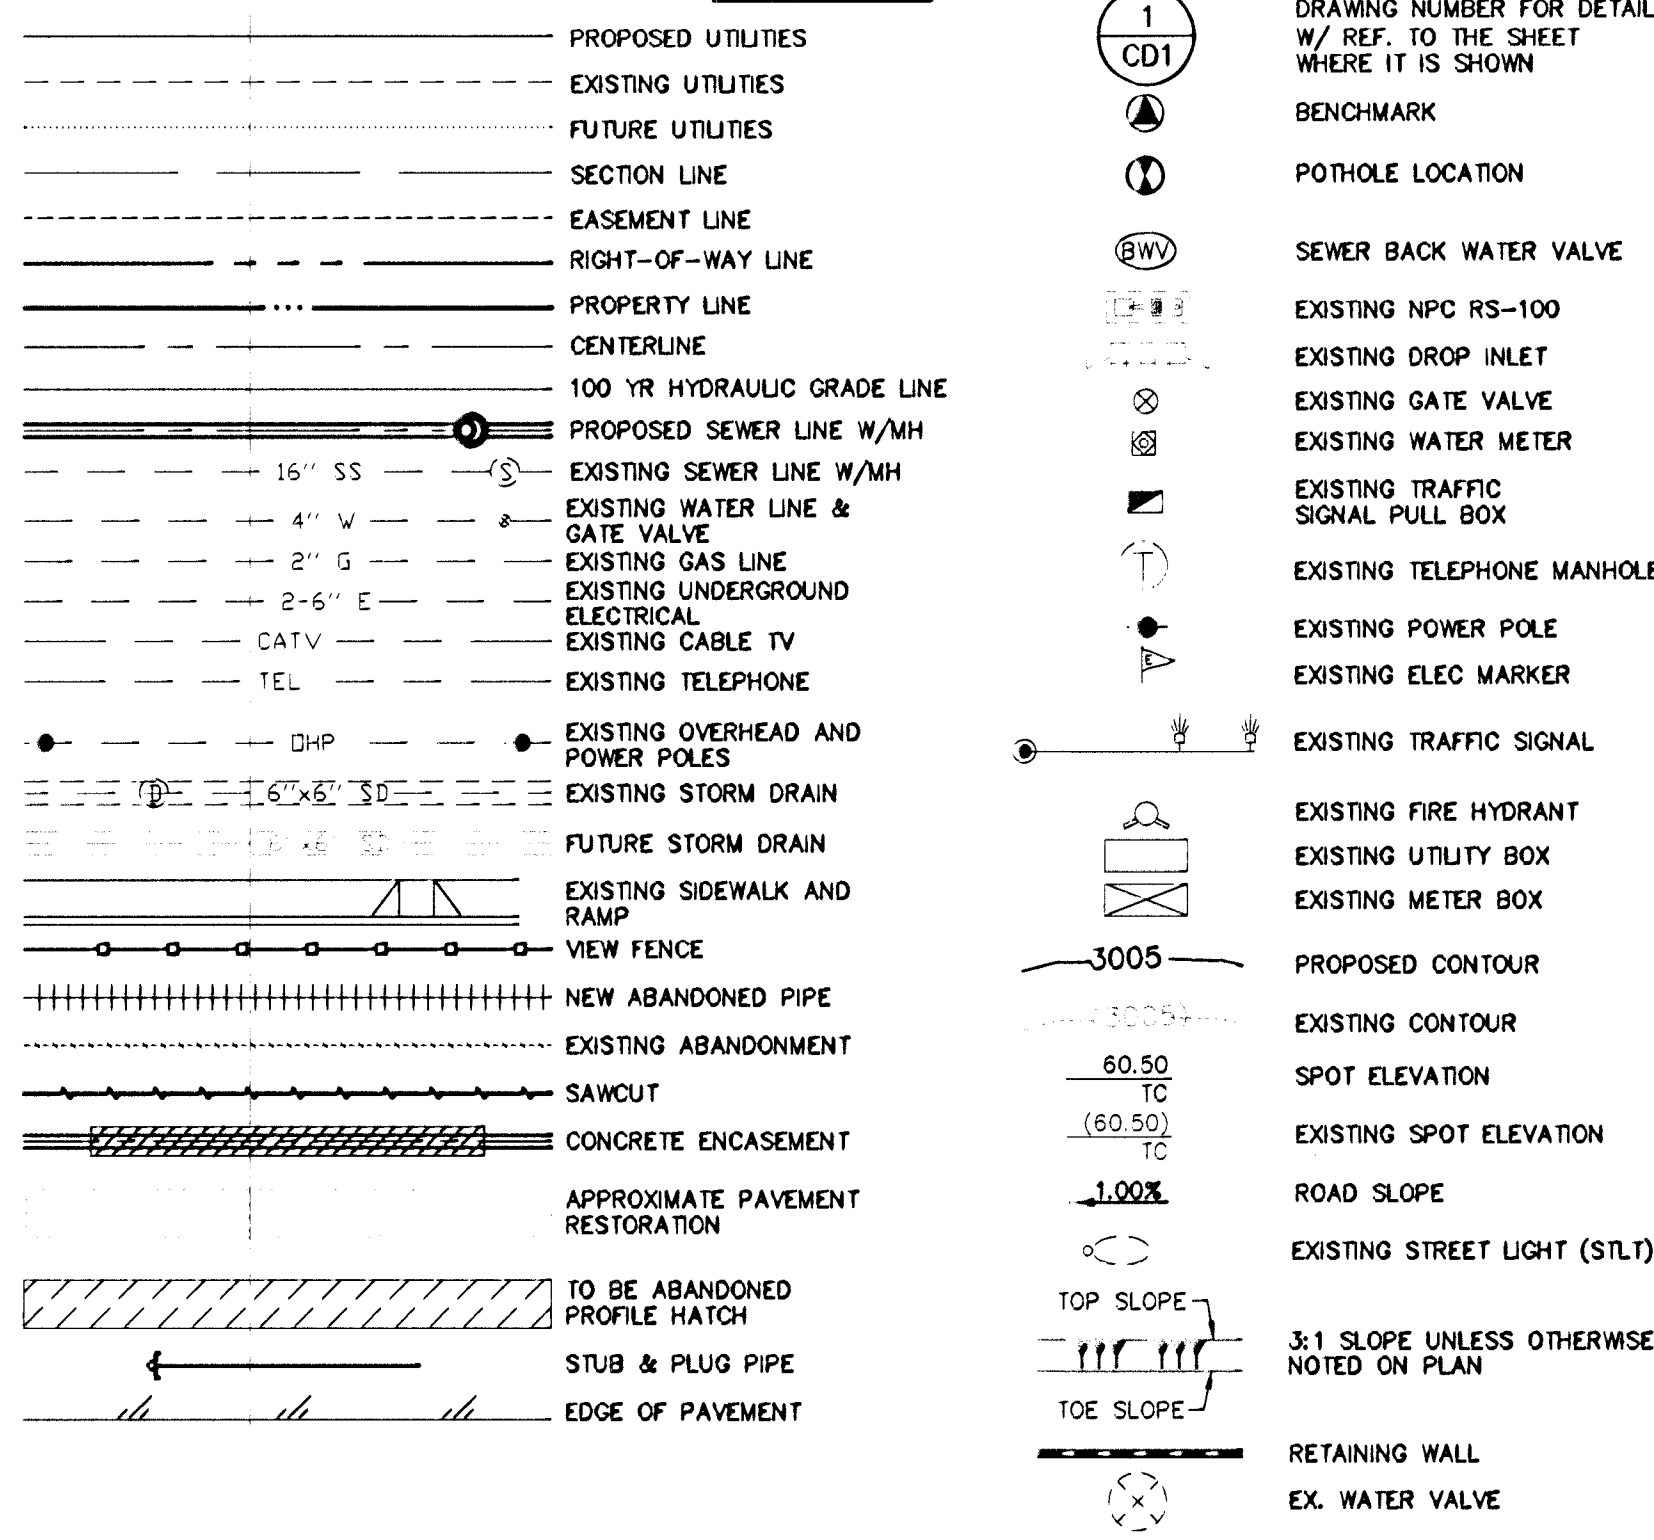 PROPOSED UTILITIES
EXISTING UTILITIES
FUTURE UTILITIES
SECTION LINE
EASEMENT LINE
RIGHT-OF-WAY LINE
PROPERTY LINE
CENTERLINE
100 YR HYDRAULIC GRADE LINE
PROPOSED SEWER LINE W/MH
16'' SS
S
EXISTING SEWER LINE W/MH
4'' W
EXISTING WATER LINE &
GATE VALVE
2'' G
EXISTING GAS LINE
2-6'' E
EXISTING UNDERGROUND
ELECTRICAL
CATV
EXISTING CABLE TV
TEL
EXISTING TELEPHONE
OHP
EXISTING OVERHEAD AND
POWER POLES
D
6''x6'' SD
EXISTING STORM DRAIN
6' x6' SD
FUTURE STORM DRAIN
EXISTING SIDEWALK AND
RAMP
VIEW FENCE
NEW ABANDONED PIPE
EXISTING ABANDONMENT
SAWCUT
CONCRETE ENCASEMENT
APPROXIMATE PAVEMENT
RESTORATION
TO BE ABANDONED
PROFILE HATCH
STUB & PLUG PIPE
EDGE OF PAVEMENT
1
CD1
DRAWING NUMBER FOR DETAIL
W/ REF. TO THE SHEET
WHERE IT IS SHOWN
BENCHMARK
POTHOLE LOCATION
BWV
SEWER BACK WATER VALVE
EXISTING NPC RS-100
EXISTING DROP INLET
EXISTING GATE VALVE
EXISTING WATER METER
EXISTING TRAFFIC
SIGNAL PULL BOX
T
EXISTING TELEPHONE MANHOLE
EXISTING POWER POLE
E
EXISTING ELEC MARKER
EXISTING TRAFFIC SIGNAL
EXISTING FIRE HYDRANT
EXISTING UTILITY BOX
EXISTING METER BOX
3005
PROPOSED CONTOUR
(3005)
EXISTING CONTOUR
60.50
TC
SPOT ELEVATION
(60.50)
TC
EXISTING SPOT ELEVATION
1.00%
ROAD SLOPE
EXISTING STREET LIGHT (STLT)
TOP SLOPE
3:1 SLOPE UNLESS OTHERWISE
NOTED ON PLAN
TOE SLOPE
RETAINING WALL
EX. WATER VALVE